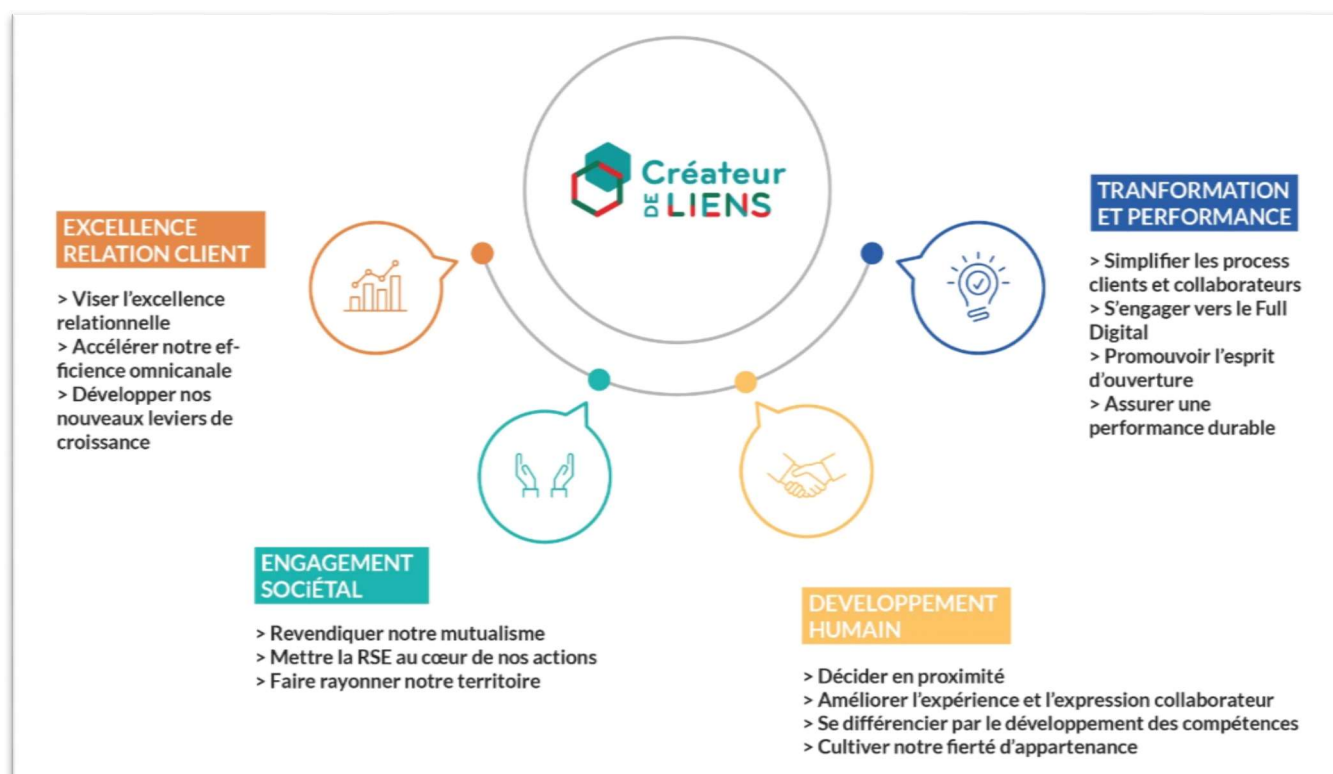 Créateur
DE LIENS
EXCELLENCE
RELATION CLIENT
> Viser l'excellence
relationnelle
> Accélérer notre ef-
ficience omnicanale
> Développer nos
nouveaux leviers de
croissance
ENGAGEMENT
SOCiÉTAL
> Revendiquer notre mutualisme
> Mettre la RSE au cœur de nos actions
> Faire rayonner notre territoire
DEVELOPPEMENT
HUMAIN
> Décider en proximité
> Améliorer l'expérience et l'expression collaborateur
> Se différencier par le développement des compétences
> Cultiver notre fierté d'appartenance
TRANFORMATION
ET PERFORMANCE
> Simplifier les process
clients et collaborateurs
> S'engager vers le Full
Digital
> Promouvoir l'esprit
d'ouverture
> Assurer une
performance durable